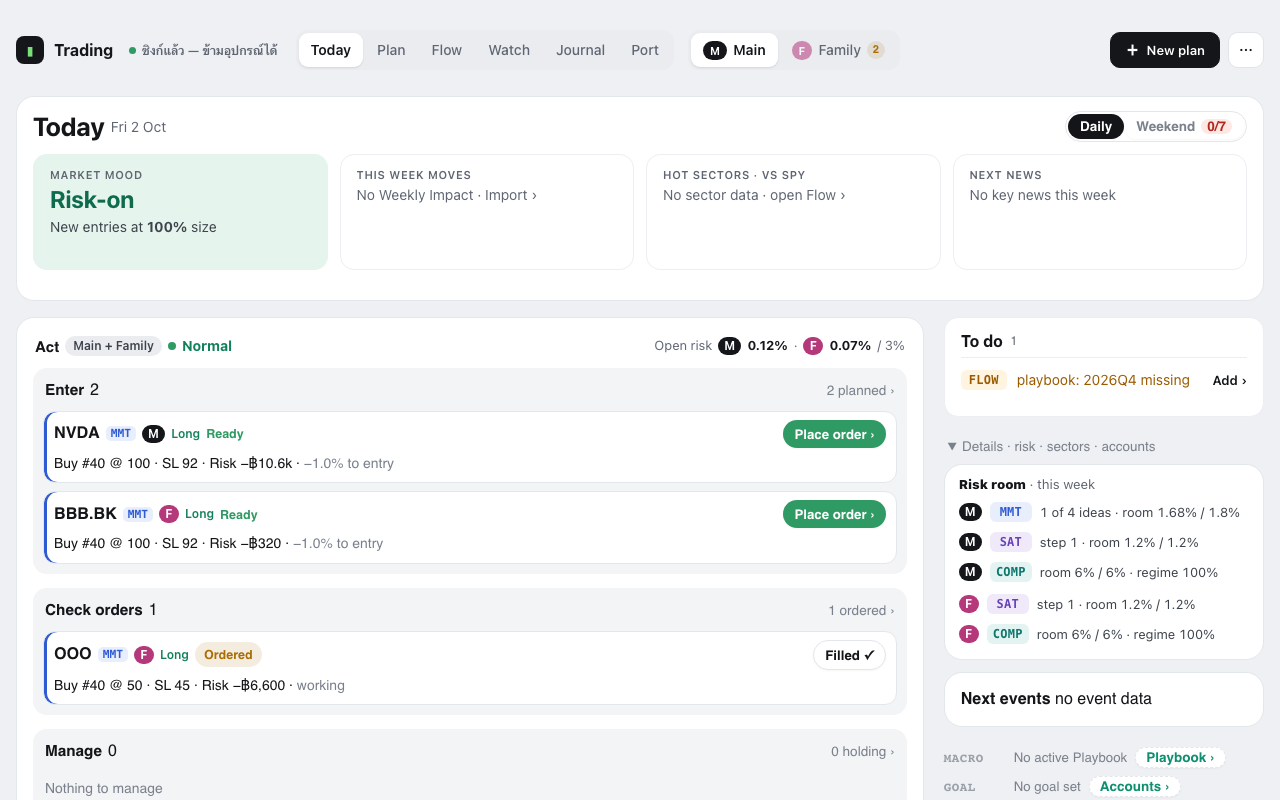 Trading
ซิงก์แล้ว — ข้ามอุปกรณ์ได้
Today Plan Flow Watch Journal Port
M Main F Family 2
+ New plan ···
Today Fri 2 Oct
Daily Weekend 0/7
MARKET MOOD
Risk-on
New entries at 100% size
THIS WEEK MOVES
No Weekly Impact · Import ›
HOT SECTORS · VS SPY
No sector data · open Flow ›
NEXT NEWS
No key news this week
Act Main + Family Normal
Open risk M 0.12% · F 0.07% / 3%
Enter 2
2 planned ›
NVDA MMT M Long Ready
Place order ›
Buy #40 @ 100 · SL 92 · Risk −฿10.6k · −1.0% to entry
BBB.BK MMT F Long Ready
Place order ›
Buy #40 @ 100 · SL 92 · Risk −฿320 · −1.0% to entry
Check orders 1
1 ordered ›
OOO MMT F Long Ordered
Filled ✓
Buy #40 @ 50 · SL 45 · Risk −฿6,600 · working
Manage 0
0 holding ›
Nothing to manage
To do 1
FLOW playbook: 2026Q4 missing Add ›
▼ Details · risk · sectors · accounts
Risk room · this week
M MMT 1 of 4 ideas · room 1.68% / 1.8%
M SAT step 1 · room 1.2% / 1.2%
M COMP room 6% / 6% · regime 100%
F SAT step 1 · room 1.2% / 1.2%
F COMP room 6% / 6% · regime 100%
Next events no event data
MACRO No active Playbook Playbook ›
GOAL No goal set Accounts ›